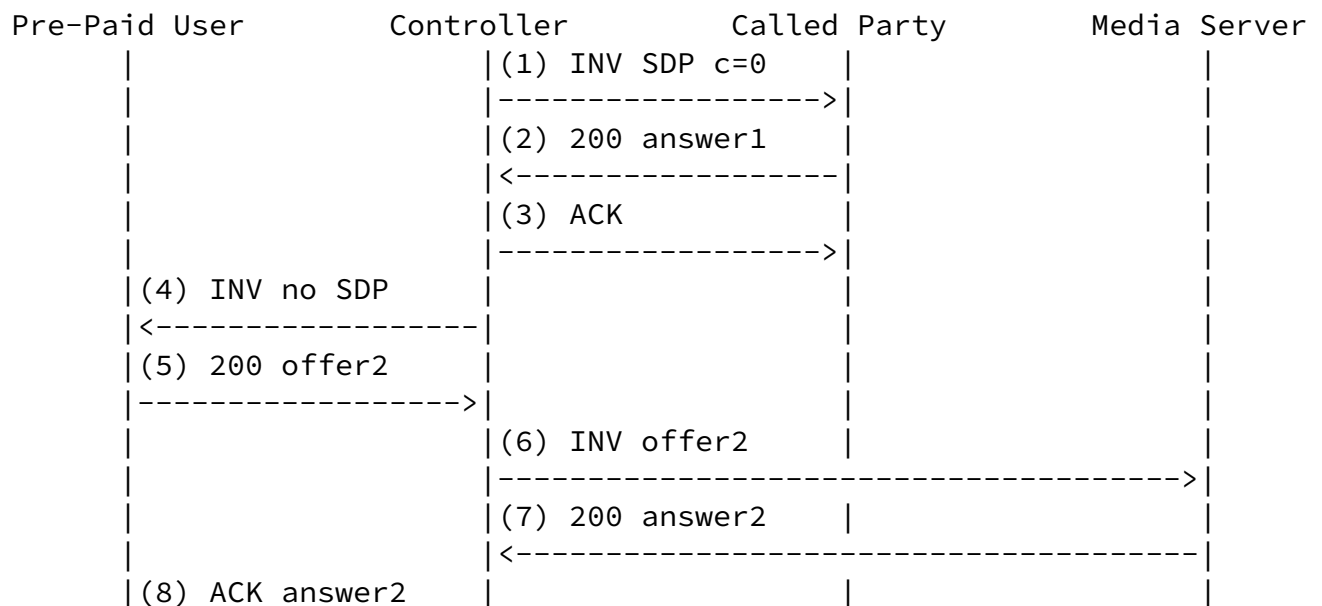 Pre-Paid User Controller Called Party Media Server
(1) INV SDP c=0
(2) 200 answer1
(3) ACK
(4) INV no SDP
(5) 200 offer2
(6) INV offer2
(7) 200 answer2
(8) ACK answer2